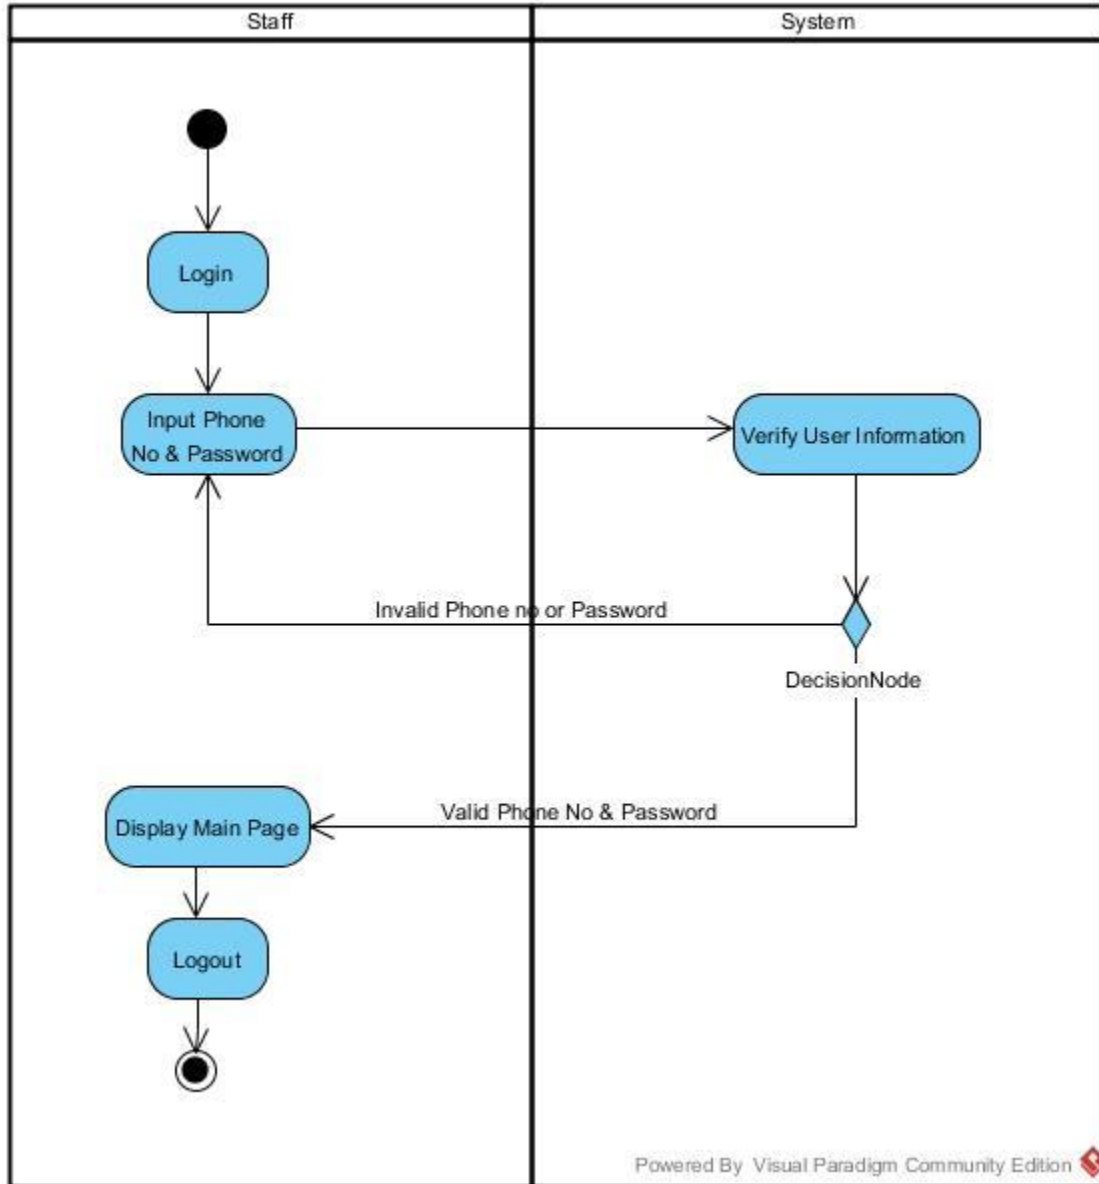 Staff
System
Login
Input Phone
No & Password
Verify User Information
Invalid Phone no or Password
DecisionNode
Valid Phone No & Password
Display Main Page
Logout
Powered By Visual Paradigm Community Edition